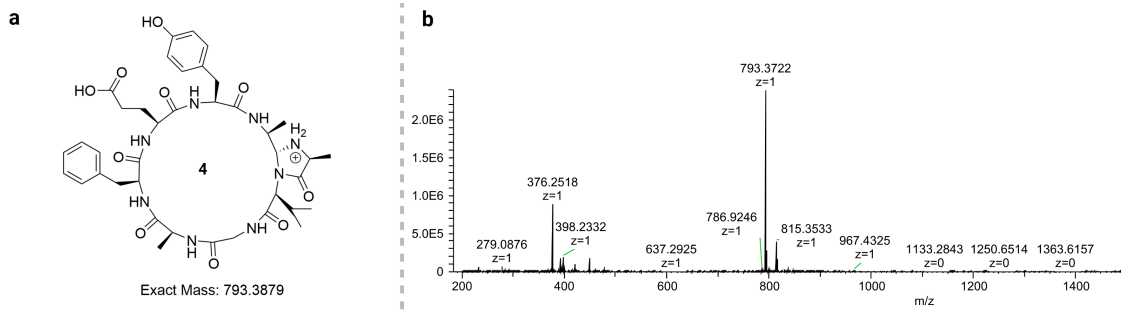 a
HO
HO
O
O
H
N
O
NH
H2
N
+
HN
O
4
N
O
NH
O
O
N
H
NH
O
O
Exact Mass: 793.3879
b
793.3722
z=1
2.0E6
1.5E6
376.2518
z=1
1.0E6
786.9246
z=1
815.3533
z=1
398.2332
z=1
5.0E5
279.0876
z=1
637.2925
z=1
967.4325
z=1
1133.2843
z=0
1250.6514
z=0
1363.6157
z=0
0
200
400
600
800
1000
1200
1400
m/z